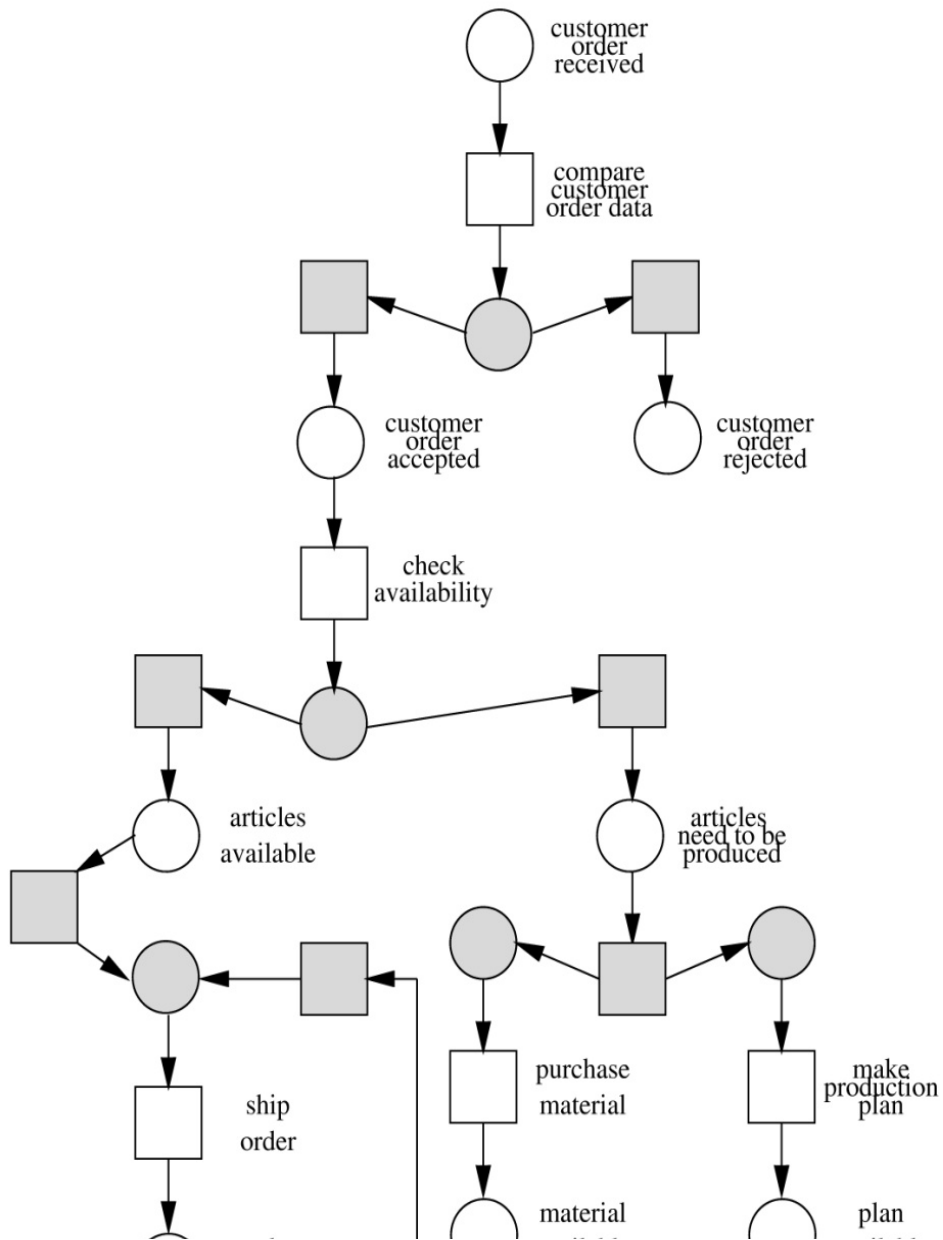 customer
order
received
compare
customer
order data
customer
order
accepted
customer
order
rejected
check
availability
articles
available
articles
need to be
produced
purchase
material
make
production
plan
ship
order
material
plan